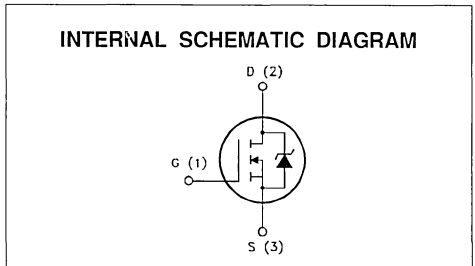 INTERNAL SCHEMATIC DIAGRAM
D (2)
G (1)
S (3)